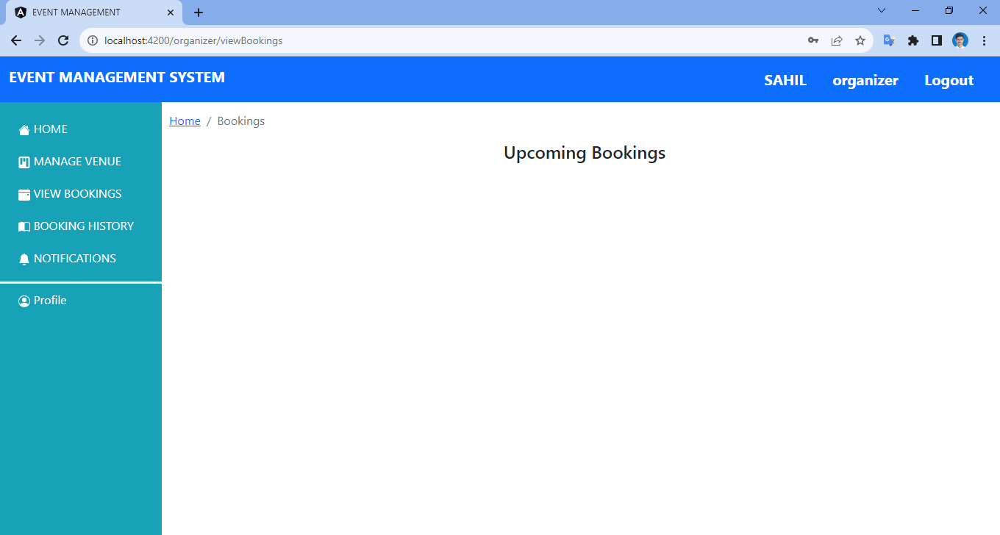 EVENT MANAGEMENT
localhost:4200/organizer/viewBookings
EVENT MANAGEMENT SYSTEM
SAHIL organizer Logout
HOME
MANAGE VENUE
VIEW BOOKINGS
BOOKING HISTORY
NOTIFICATIONS
Profile
Home / Bookings
Upcoming Bookings